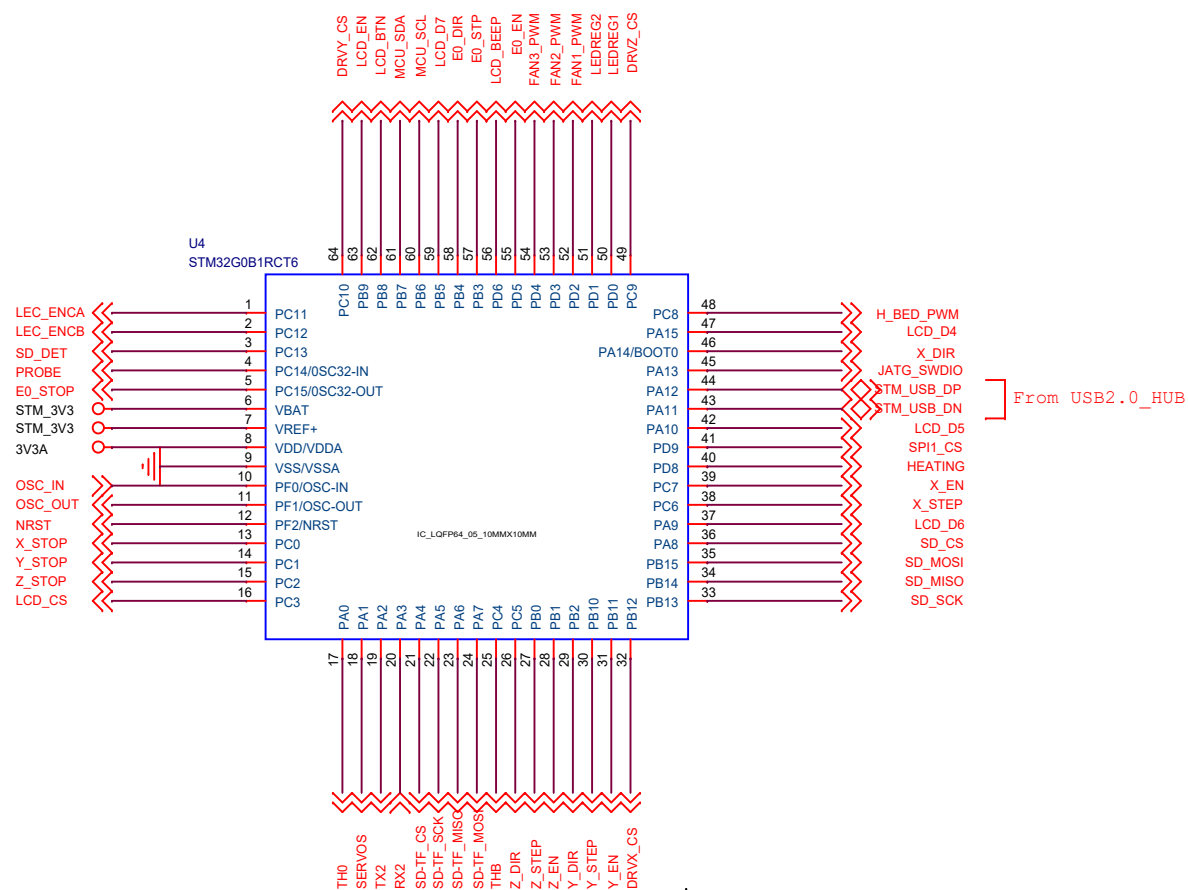 DRVY_CS
LCD_EN
LCD_BTN
MCU_SDA
MCU_SCL
LCD_D7
E0_DIR
E0_STP
LCD_BEEP
E0_EN
FAN3_PWM
FAN2_PWM
FAN1_PWM
LEDREG2
LEDREG1
DRVZ_CS
U4
STM32G0B1RCT6
64
63
62
61
60
59
58
57
56
55
54
53
52
51
50
49
PC10
PB9
PB8
PB7
PB6
PB5
PB4
PB3
PD6
PD5
PD4
PD3
PD2
PD1
PD0
PC9
LEC_ENCA 1 PC11
LEC_ENCB 2 PC12
SD_DET 3 PC13
PROBE 4 PC14/0SC32-IN
E0_STOP 5 PC15/0SC32-OUT
STM_3V3 6 VBAT
STM_3V3 7 VREF+
3V3A 8 VDD/VDDA
9 VSS/VSSA
OSC_IN 10 PF0/OSC-IN
OSC_OUT 11 PF1/OSC-OUT
NRST 12 PF2/NRST
X_STOP 13 PC0
Y_STOP 14 PC1
Z_STOP 15 PC2
LCD_CS 16 PC3
IC_LQFP64_05_10MMX10MM
PC8 48 H_BED_PWM
PA15 47 LCD_D4
PA14/BOOT0 46 X_DIR
PA13 45 JATG_SWDIO
PA12 44 STM_USB_DP
PA11 43 STM_USB_DN
From USB2.0_HUB
PA10 42 LCD_D5
PD9 41 SPI1_CS
PD8 40 HEATING
PC7 39 X_EN
PC6 38 X_STEP
PA9 37 LCD_D6
PA8 36 SD_CS
PB15 35 SD_MOSI
PB14 34 SD_MISO
PB13 33 SD_SCK
PA0
PA1
PA2
PA3
PA4
PA5
PA6
PA7
PC4
PC5
PB0
PB1
PB2
PB10
PB11
PB12
17
18
19
20
21
22
23
24
25
26
27
28
29
30
31
32
TH0
SERVOS
TX2
RX2
SD-TF_CS
SD-TF_SCK
SD-TF_MISO
SD-TF_MOSI
THB
Z_DIR
Z_STEP
Z_EN
Y_DIR
Y_STEP
Y_EN
DRVX_CS